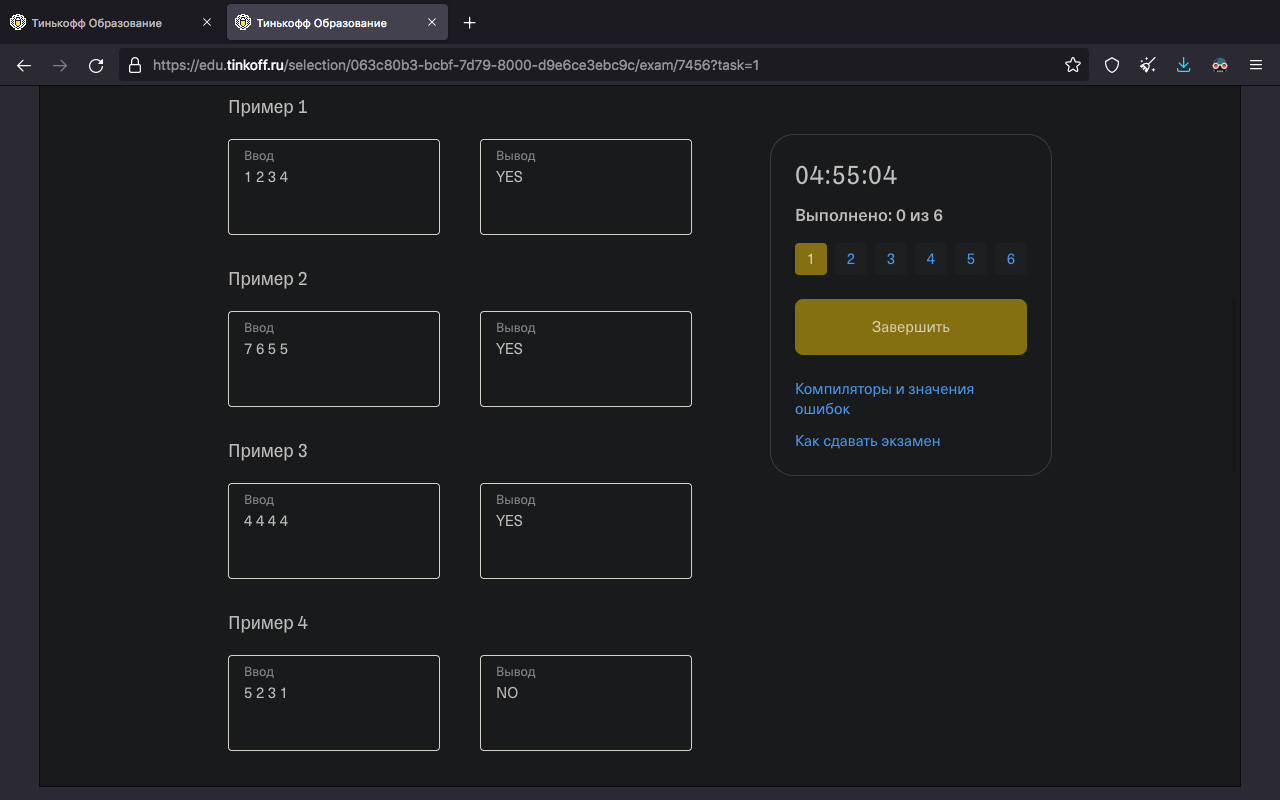 Тинькофф Образование
Тинькофф Образование
https://edu.tinkoff.ru/selection/063c80b3-bcbf-7d79-8000-d9e6ce3ebc9c/exam/7456?task=1
Пример 1
Ввод
1 2 3 4
Вывод
YES
Пример 2
Ввод
7 6 5 5
Вывод
YES
Пример 3
Ввод
4 4 4 4
Вывод
YES
Пример 4
Ввод
5 2 3 1
Вывод
NO
04:55:04
Выполнено: 0 из 6
1 2 3 4 5 6
Завершить
Компиляторы и значения
ошибок
Как сдавать экзамен